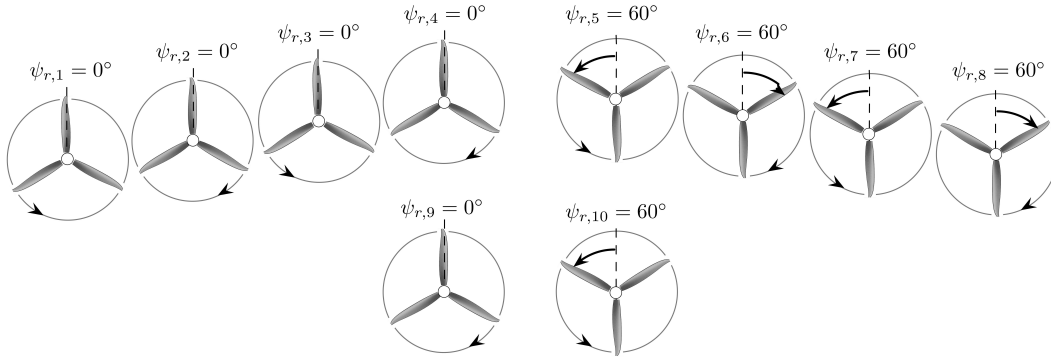 ψr,1 = 0°
ψr,2 = 0°
ψr,3 = 0°
ψr,4 = 0°
ψr,5 = 60°
ψr,6 = 60°
ψr,7 = 60°
ψr,8 = 60°
ψr,9 = 0°
ψr,10 = 60°